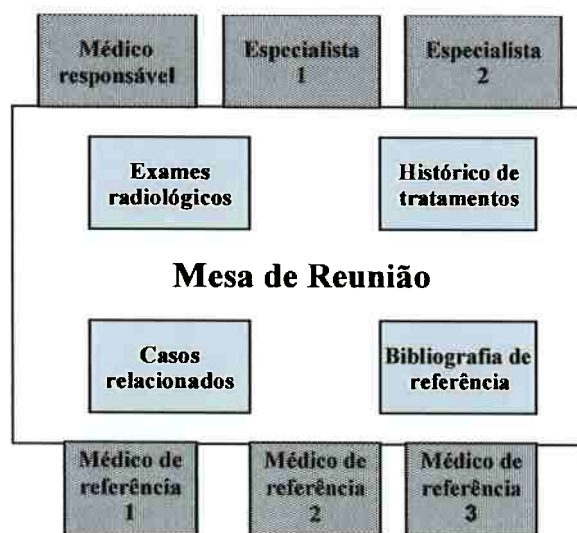 Médico
responsável
Especialista
1
Especialista
2
Exames
radiológicos
Histórico de
tratamentos
Mesa de Reunião
Casos
relacionados
Bibliografia de
referência
Médico de
referência
1
Médico de
referência
2
Médico de
referência
3